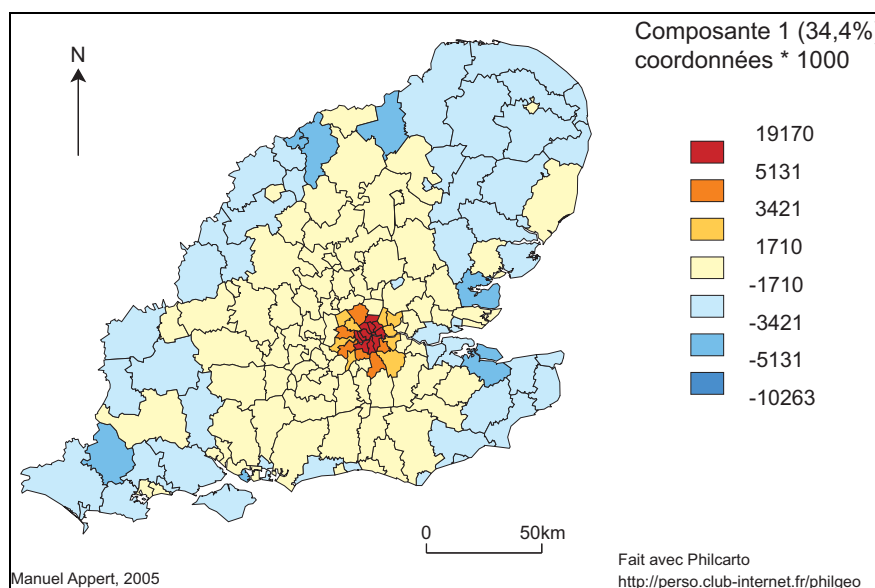 Composante 1 (34,4%)
coordonnées * 1000
N
19170
5131
3421
1710
-1710
-3421
-5131
-10263
0 50km
Manuel Appert, 2005
Fait avec Philcarto
http://perso.club-internet.fr/philgeo